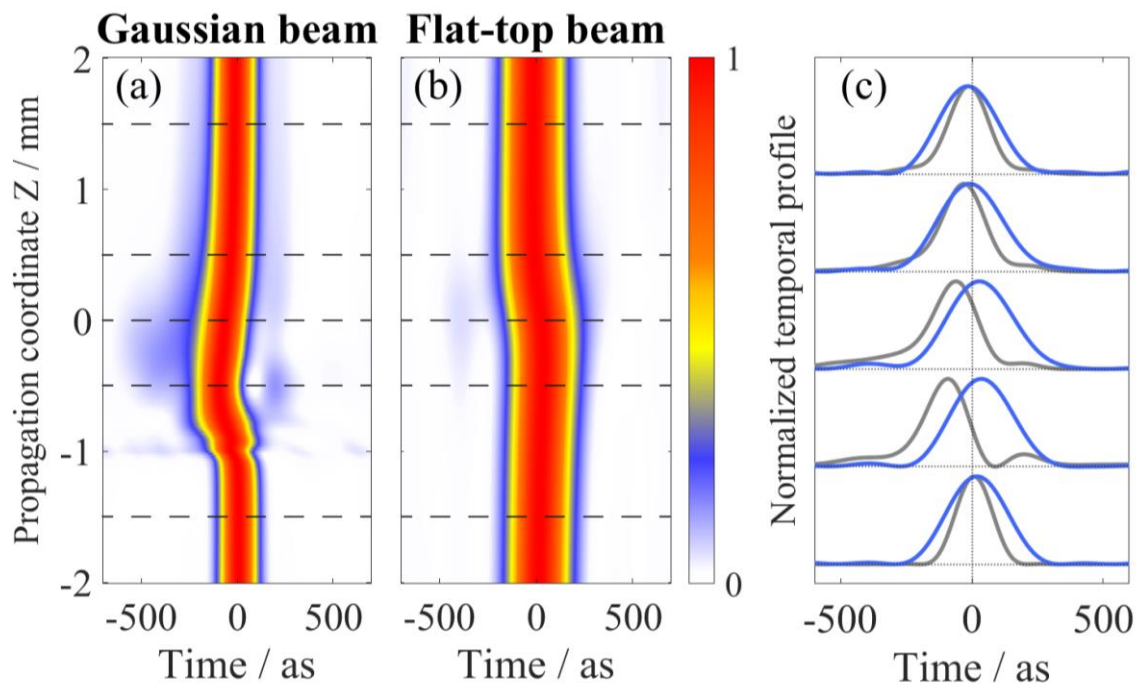 Gaussian beam
Flat-top beam
(a)
(b)
(c)
Propagation coordinate Z / mm
2
1
0
-1
-2
-500 0 500
Time / as
-500 0 500
Time / as
1
0
Normalized temporal profile
-500 0 500
Time / as